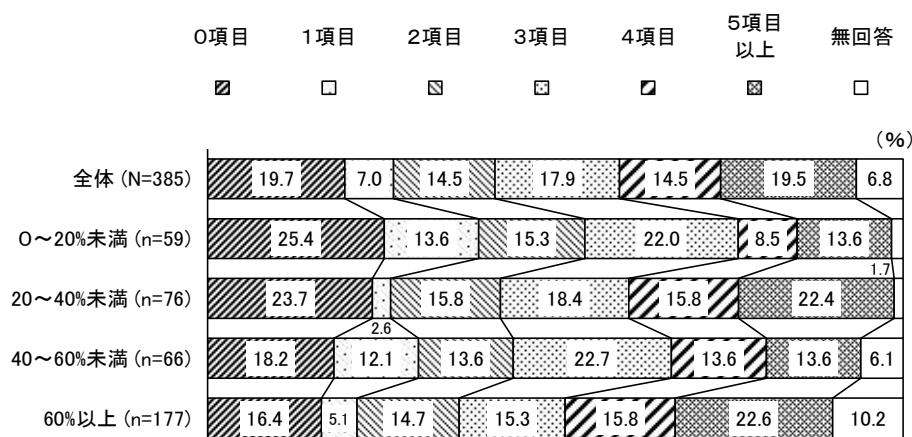 0項目 1項目 2項目 3項目 4項目 5項目以上 無回答
(%)
全体 (N=385) 19.7 7.0 14.5 17.9 14.5 19.5 6.8
0~20%未満 (n=59) 25.4 13.6 15.3 22.0 8.5 13.6
1.7
20~40%未満 (n=76) 23.7 15.8 18.4 15.8 22.4
2.6
40~60%未満 (n=66) 18.2 12.1 13.6 22.7 13.6 13.6 6.1
60%以上 (n=177) 16.4 5.1 14.7 15.3 15.8 22.6 10.2